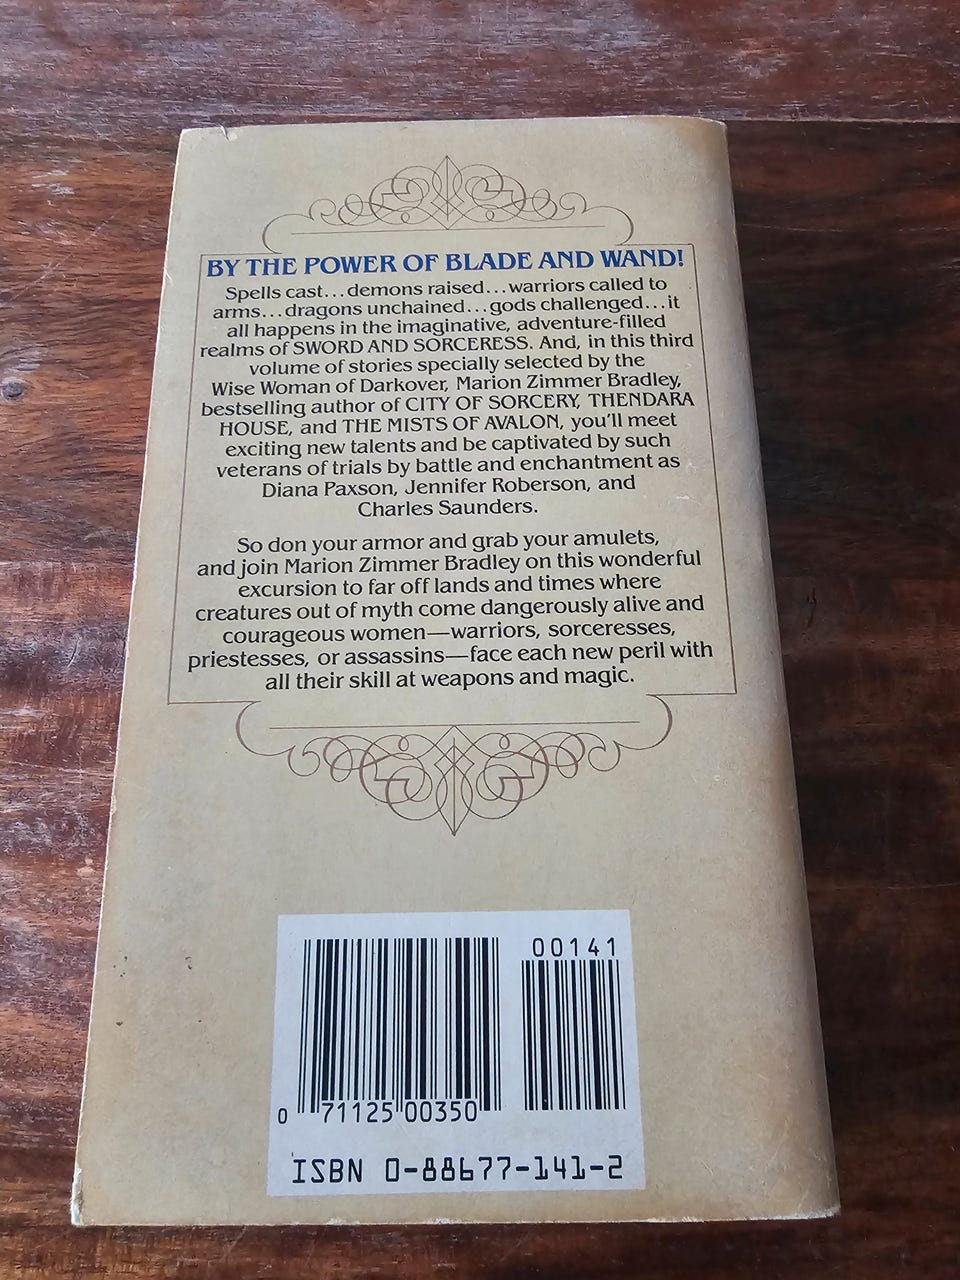 BY THE POWER OF BLADE AND WAND!
Spells cast...demons raised...warriors called to
arms...dragons unchained...gods challenged...it
all happens in the imaginative, adventure-filled
realms of SWORD AND SORCERESS. And, in this third
volume of stories specially selected by the
Wise Woman of Darkover, Marion Zimmer Bradley,
bestselling author of CITY OF SORCERY, THENDARA
HOUSE, and THE MISTS OF AVALON, you'll meet
exciting new talents and be captivated by such
veterans of trials by battle and enchantment as
Diana Paxson, Jennifer Roberson, and
Charles Saunders.
So don your armor and grab your amulets,
and join Marion Zimmer Bradley on this wonderful
excursion to far off lands and times where
creatures out of myth come dangerously alive and
courageous women—warriors, sorceresses,
priestesses, or assassins—face each new peril with
all their skill at weapons and magic.
00141
0 71125 00350
ISBN 0-88677-141-2